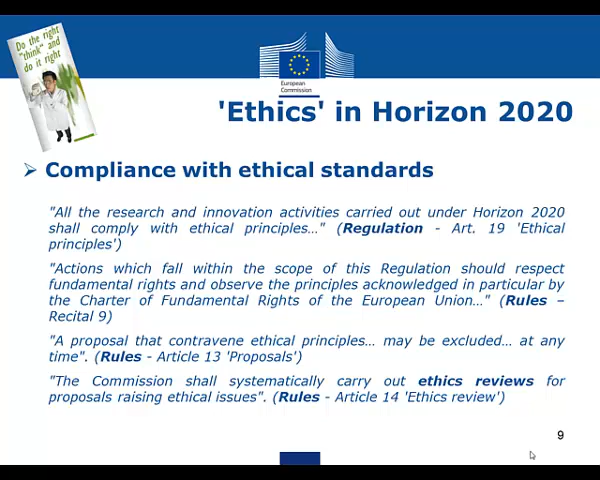 Do the right
"think" and
do it right
European
Commission
'Ethics' in Horizon 2020
Compliance with ethical standards
"All the research and innovation activities carried out under Horizon 2020
shall comply with ethical principles…" (Regulation - Art. 19 'Ethical
principles')
"Actions which fall within the scope of this Regulation should respect
fundamental rights and observe the principles acknowledged in particular by
the Charter of Fundamental Rights of the European Union…" (Rules –
Recital 9)
"A proposal that contravene ethical principles… may be excluded… at any
time". (Rules - Article 13 'Proposals')
"The Commission shall systematically carry out ethics reviews for
proposals raising ethical issues". (Rules - Article 14 'Ethics review')
9